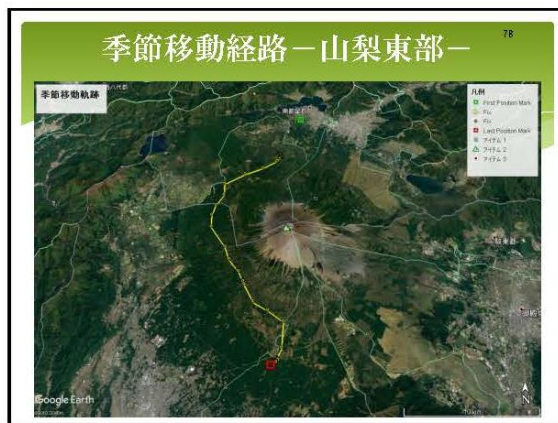 季節移動経路－山梨東部－
78
季節移動軌跡
凡例
First Position Mark
Fix
Fix
Last Position Mark
アイテム 1
アイテム 2
アイテム 3
Google Earth
10 km
N